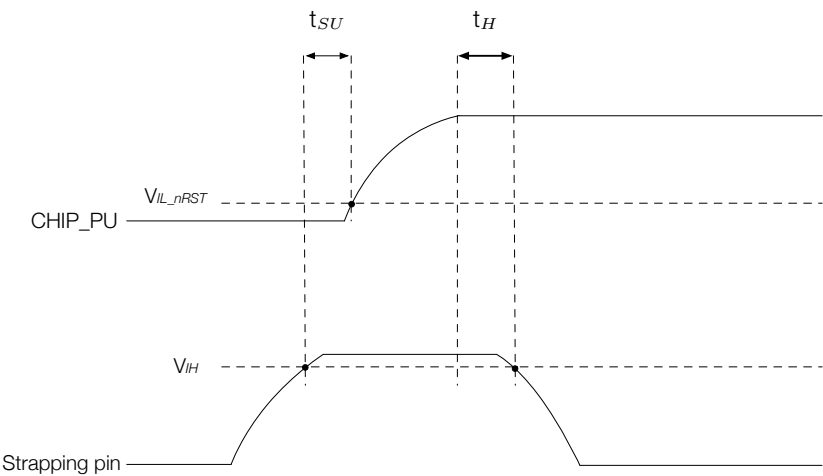 tSU tH
VIL_nRST
CHIP_PU
VIH
Strapping pin